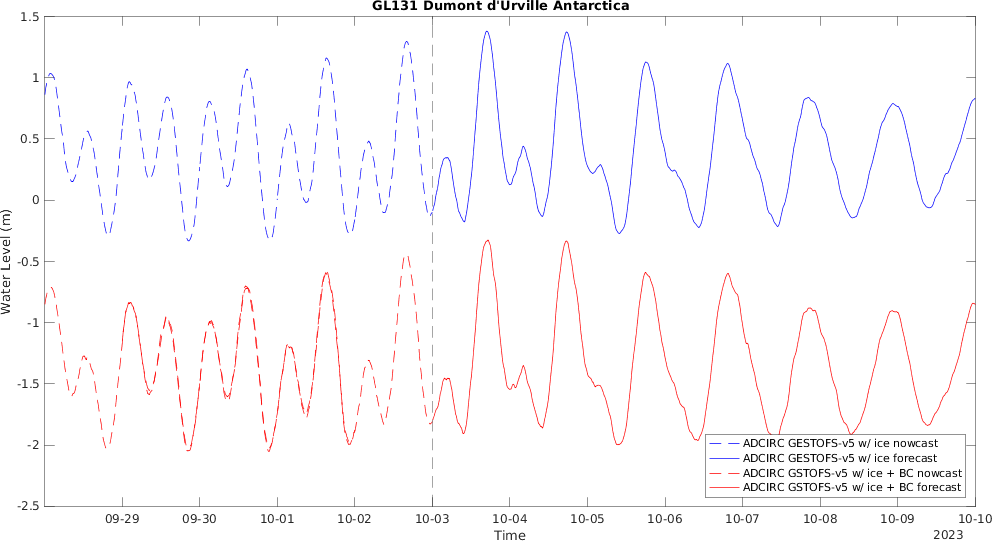 GL131 Dumont d'Urville Antarctica
1.5
1
0.5
0
-0.5
-1
-1.5
-2
-2.5
Water Level (m)
09-29 09-30 10-01 10-02 10-03 10-04 10-05 10-06 10-07 10-08 10-09 10-10
Time
2023
ADCIRC GESTOFS-v5 w/ ice nowcast
ADCIRC GESTOFS-v5 w/ ice forecast
ADCIRC GSTOFS-v5 w/ ice + BC nowcast
ADCIRC GSTOFS-v5 w/ ice + BC forecast